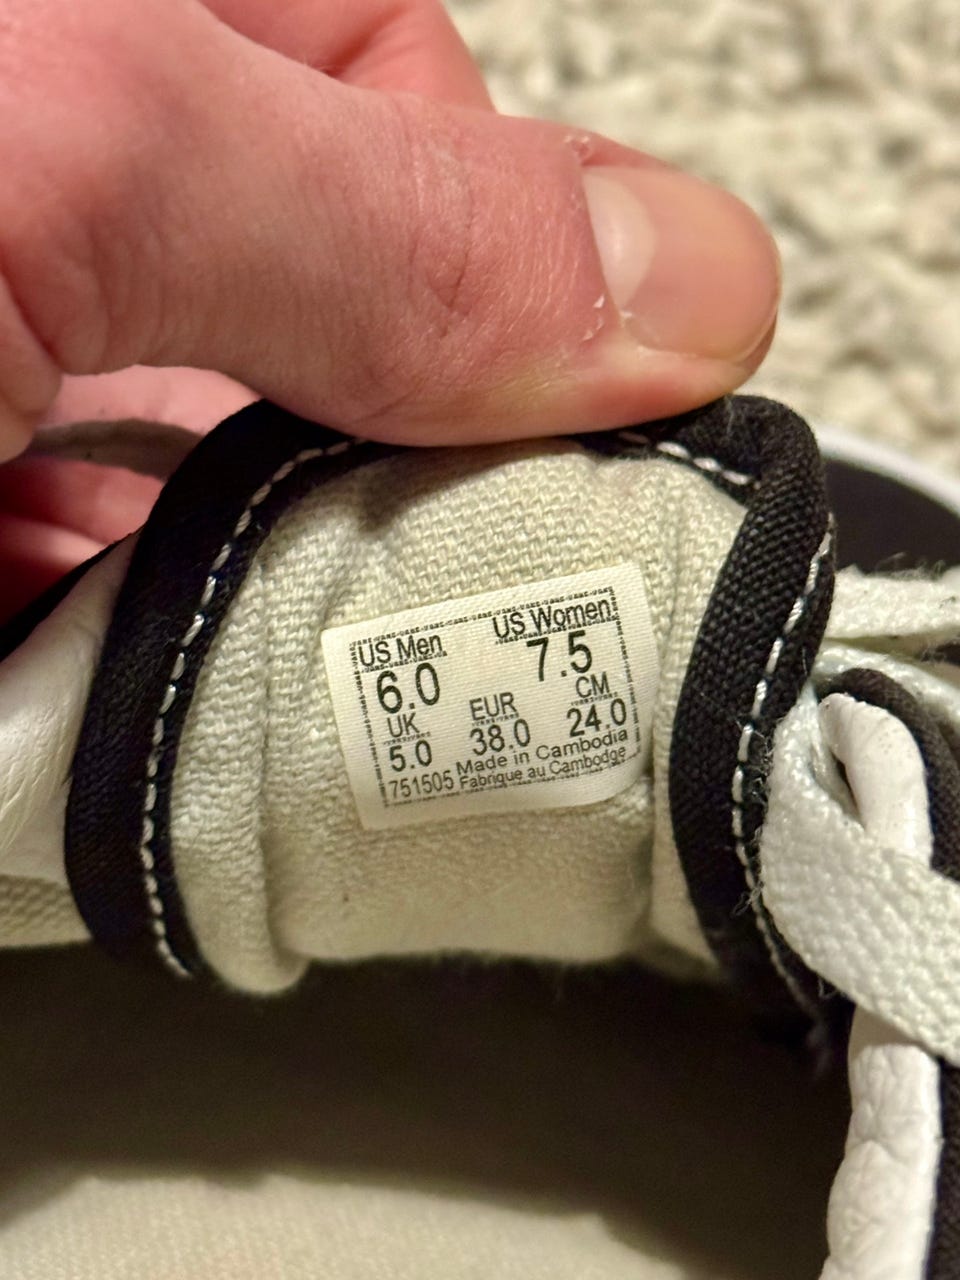 US Men US Women
6.0 7.5
UK EUR CM
5.0 38.0 24.0
751505 Made in Cambodia
Fabrique au Cambodge